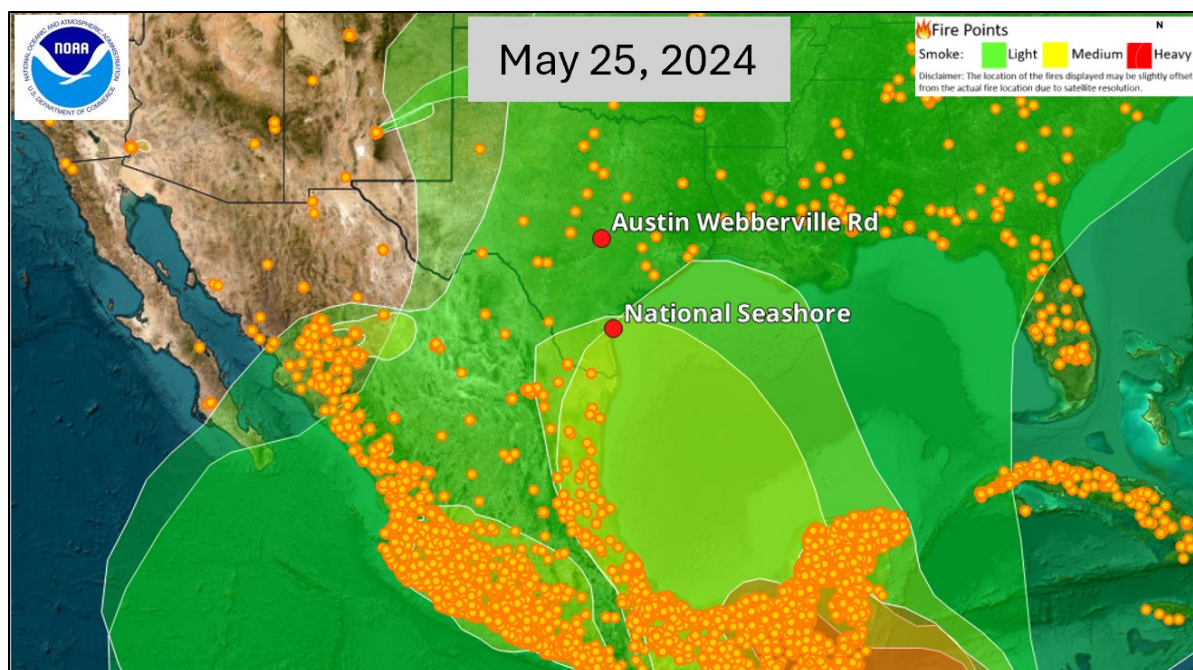 NATIONAL OCEANIC AND ATMOSPHERIC ADMINISTRATION
NOAA
U.S. DEPARTMENT OF COMMERCE
May 25, 2024
Fire Points
N
Smoke: Light Medium Heavy
Disclaimer: The location of the fires displayed may be slightly offset
from the actual fire location due to satellite resolution.
Austin Webberville Rd
National Seashore